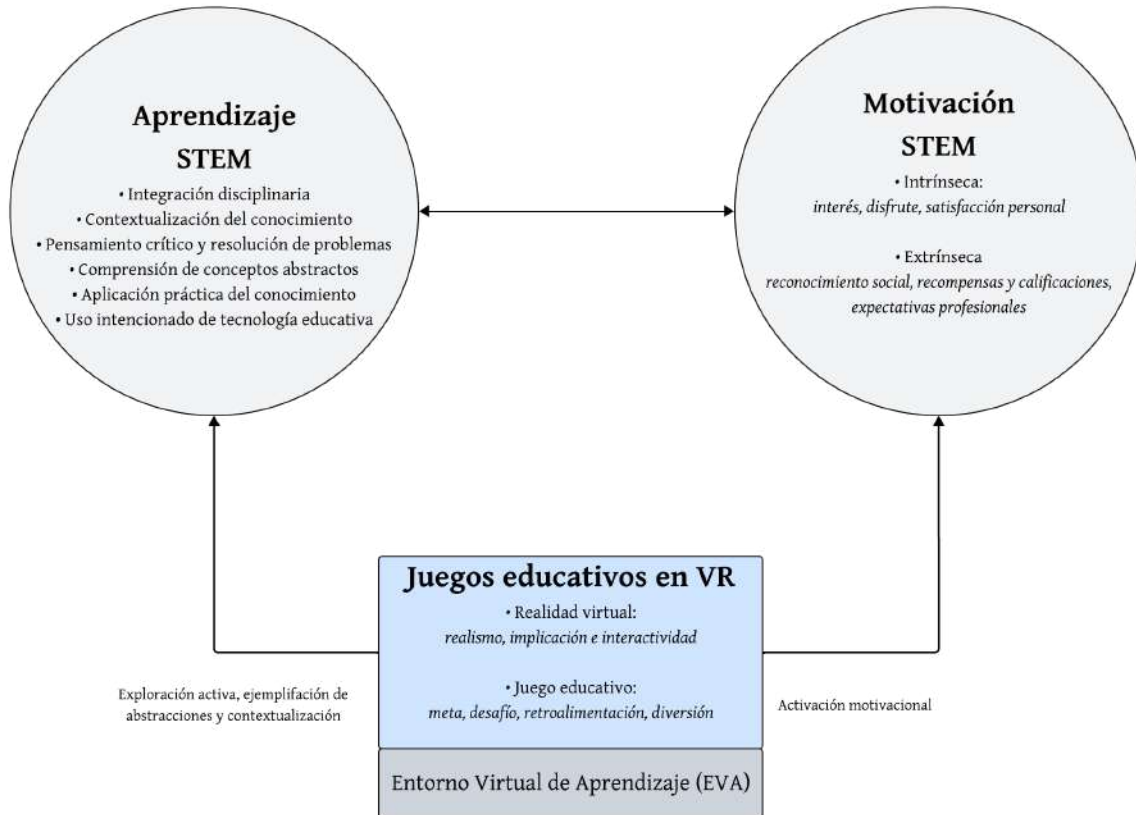 Aprendizaje
STEM
• Integración disciplinaria
• Contextualización del conocimiento
• Pensamiento crítico y resolución de problemas
• Comprensión de conceptos abstractos
• Aplicación práctica del conocimiento
• Uso intencionado de tecnología educativa
Motivación
STEM
• Intrínseca:
interés, disfrute, satisfacción personal
• Extrínseca
reconocimiento social, recompensas y calificaciones,
expectativas profesionales
Juegos educativos en VR
• Realidad virtual:
realismo, implicación e interactividad
• Juego educativo:
meta, desafío, retroalimentación, diversión
Exploración activa, ejemplifación de
abstracciones y contextualización
Activación motivacional
Entorno Virtual de Aprendizaje (EVA)